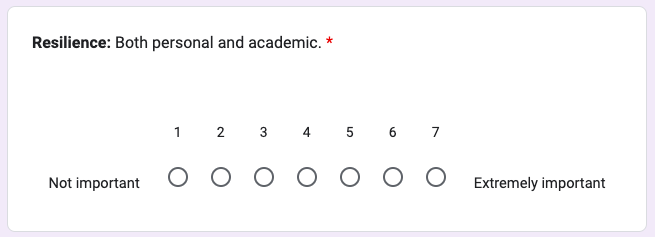 Resilience: Both personal and academic. *
1 2 3 4 5 6 7
Not important Extremely important